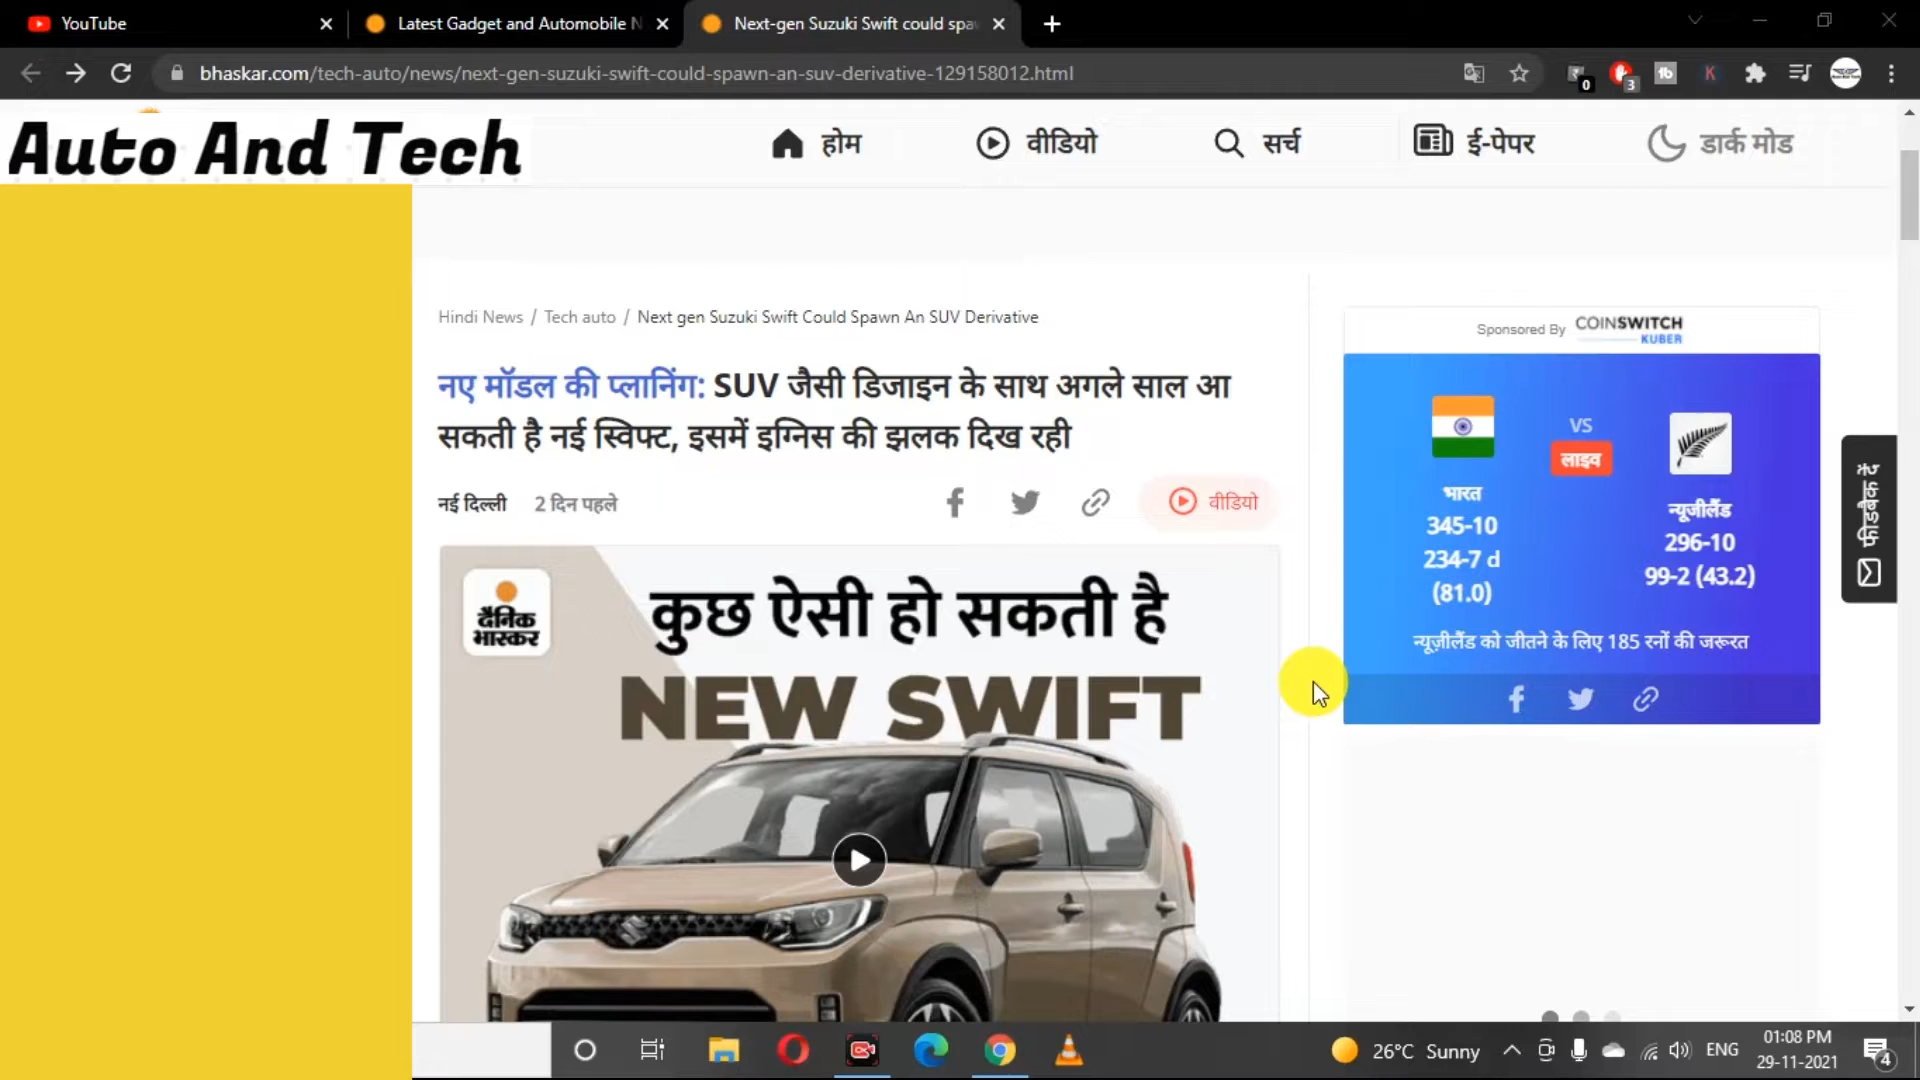 YouTube
Latest Gadget and Automobile N
Next-gen Suzuki Swift could spa
bhaskar.com/tech-auto/news/next-gen-suzuki-swift-could-spawn-an-suv-derivative-129158012.html
0
3
tb
K
Auto And Tech
होम
वीडियो
सर्च
ई-पेपर
डार्क मोड
Hindi News / Tech auto / Next gen Suzuki Swift Could Spawn An SUV Derivative
नए मॉडल की प्लानिंग: SUV जैसी डिजाइन के साथ अगले साल आ
सकती है नई स्विफ्ट, इसमें इग्निस की झलक दिख रही
नई दिल्ली 2 दिन पहले
वीडियो
दैनिक
भास्कर
कुछ ऐसी हो सकती है
NEW SWIFT
Sponsored By COINSWITCH
KUBER
VS
लाइव
भारत
345-10
234-7 d
(81.0)
न्यूजीलैंड
296-10
99-2 (43.2)
न्यूज़ीलैंड को जीतने के लिए 185 रनों की जरूरत
फीडबैक दें
26°C Sunny
ENG
01:08 PM
29-11-2021
4